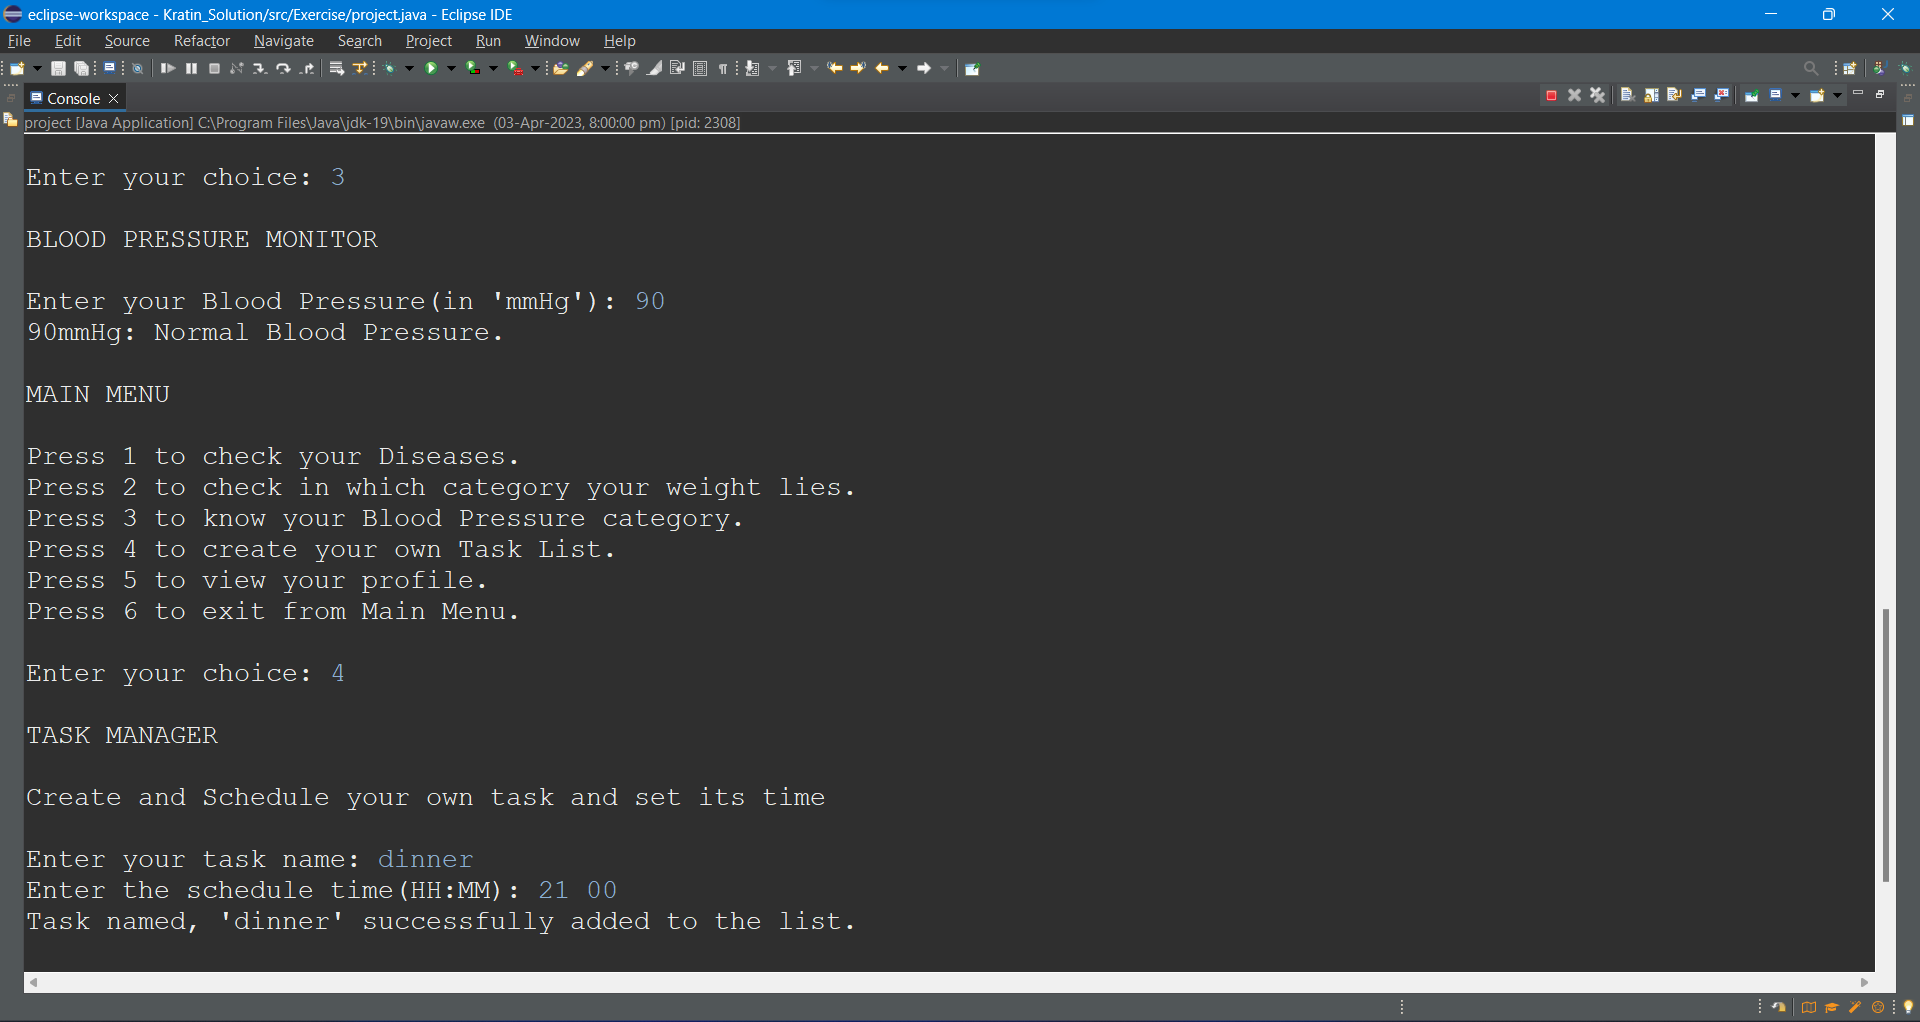 eclipse-workspace - Kratin_Solution/src/Exercise/project.java - Eclipse IDE
File Edit Source Refactor Navigate Search Project Run Window Help
Console
project [Java Application] C:\Program Files\Java\jdk-19\bin\javaw.exe (03-Apr-2023, 8:00:00 pm) [pid: 2308]
Enter your choice: 3
BLOOD PRESSURE MONITOR
Enter your Blood Pressure(in 'mmHg'): 90
90mmHg: Normal Blood Pressure.
MAIN MENU
Press 1 to check your Diseases.
Press 2 to check in which category your weight lies.
Press 3 to know your Blood Pressure category.
Press 4 to create your own Task List.
Press 5 to view your profile.
Press 6 to exit from Main Menu.
Enter your choice: 4
TASK MANAGER
Create and Schedule your own task and set its time
Enter your task name: dinner
Enter the schedule time(HH:MM): 21 00
Task named, 'dinner' successfully added to the list.